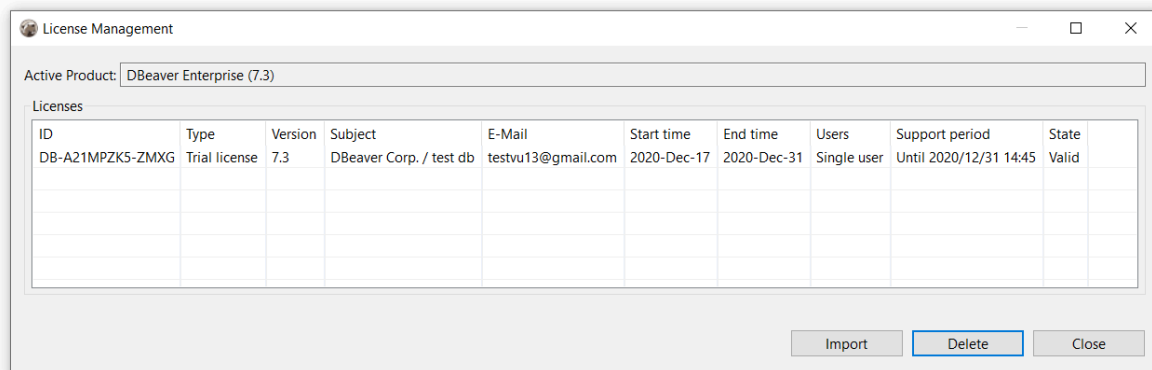 License Management
Active Product: DBeaver Enterprise (7.3)
Licenses
ID Type Version Subject E-Mail Start time End time Users Support period State
DB-A21MPZK5-ZMXG Trial license 7.3 DBeaver Corp. / test db testvu13@gmail.com 2020-Dec-17 2020-Dec-31 Single user Until 2020/12/31 14:45 Valid
Import Delete Close